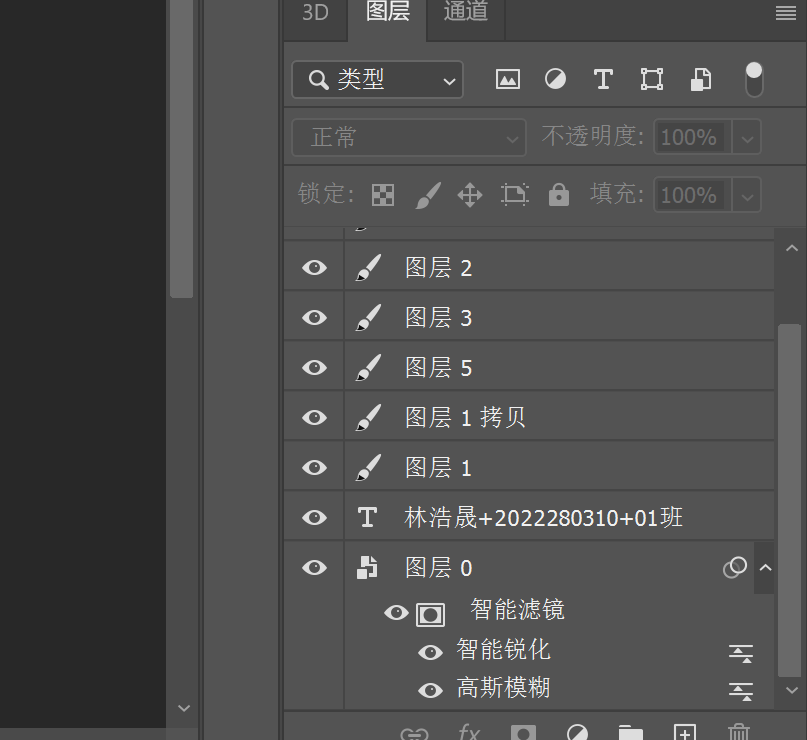 3D 图层 通道
类型
正常 不透明度: 100%
锁定: 填充: 100%
图层 2
图层 3
图层 5
图层 1 拷贝
图层 1
林浩晟+2022280310+01班
图层 0
智能滤镜
智能锐化
高斯模糊
fx